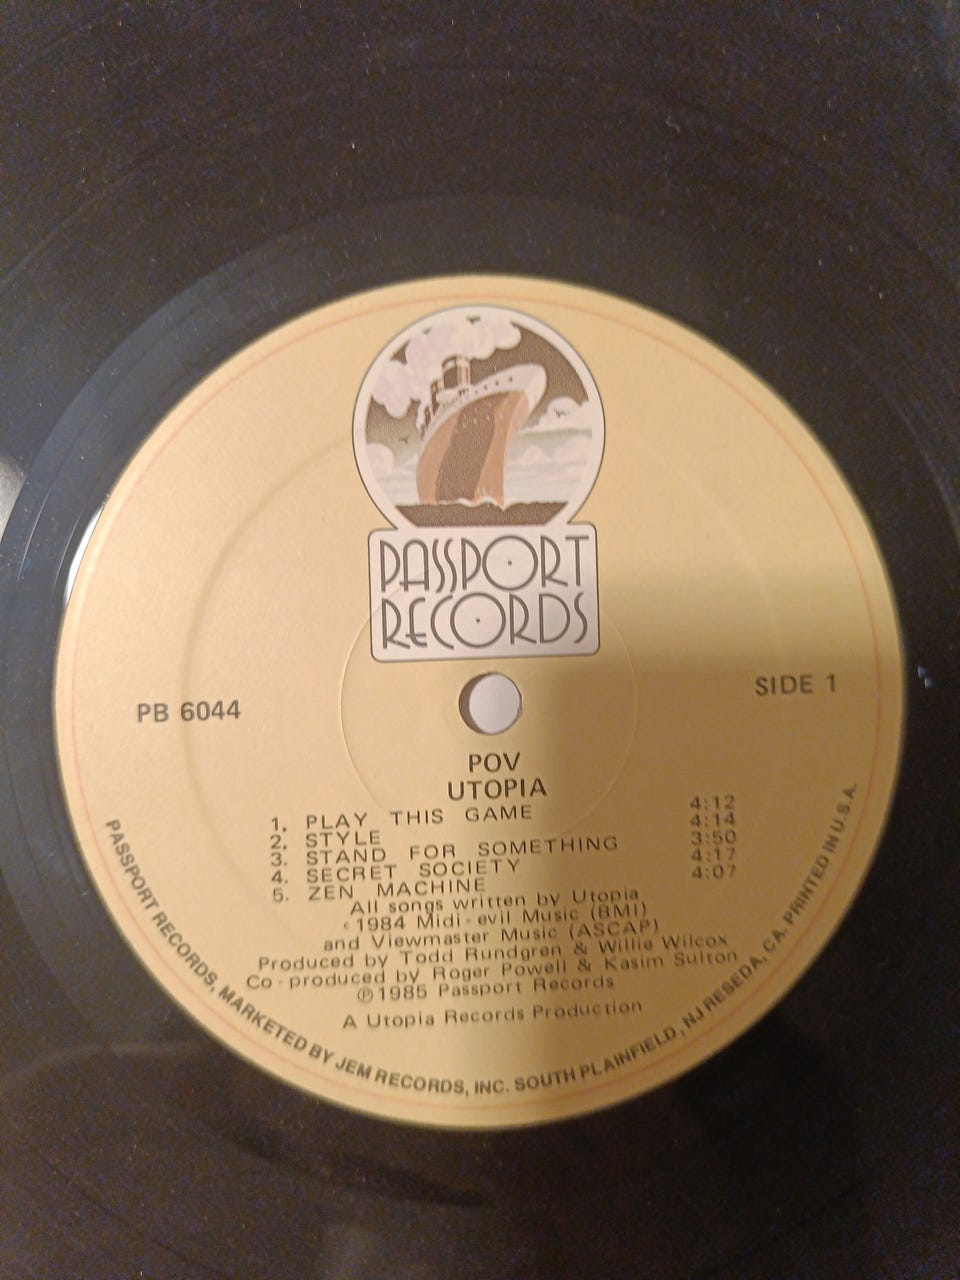 PASSPORT
RECORDS
PB 6044
SIDE 1
POV
UTOPIA
1. PLAY THIS GAME 4:12
2. STYLE 4:14
3. STAND FOR SOMETHING 3:50
4. SECRET SOCIETY 4:17
5. ZEN MACHINE 4:07
All songs written by Utopia
c 1984 Midi-evil Music (BMI)
and Viewmaster Music (ASCAP)
Produced by Todd Rundgren & Willie Wilcox
Co-produced by Roger Powell & Kasim Sulton
℗1985 Passport Records
A Utopia Records Production
PASSPORT RECORDS, MARKETED BY JEM RECORDS, INC. SOUTH PLAINFIELD, NJ RESEDA, CA. PRINTED IN U.S.A.